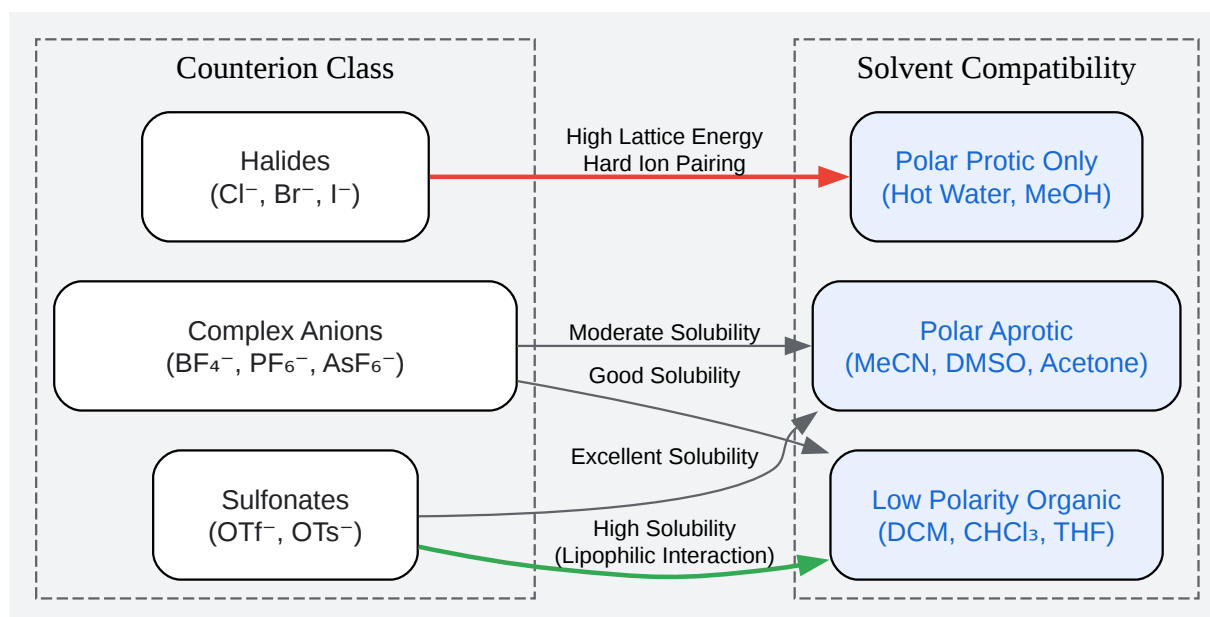 Counterion Class
Solvent Compatibility
Halides
(Cl⁻, Br⁻, I⁻)
High Lattice Energy
Hard Ion Pairing
Polar Protic Only
(Hot Water, MeOH)
Complex Anions
(BF₄⁻, PF₆⁻, AsF₆⁻)
Moderate Solubility
Good Solubility
Polar Aprotic
(MeCN, DMSO, Acetone)
Excellent Solubility
Sulfonates
(OTf⁻, OTs⁻)
High Solubility
(Lipophilic Interaction)
Low Polarity Organic
(DCM, CHCl₃, THF)